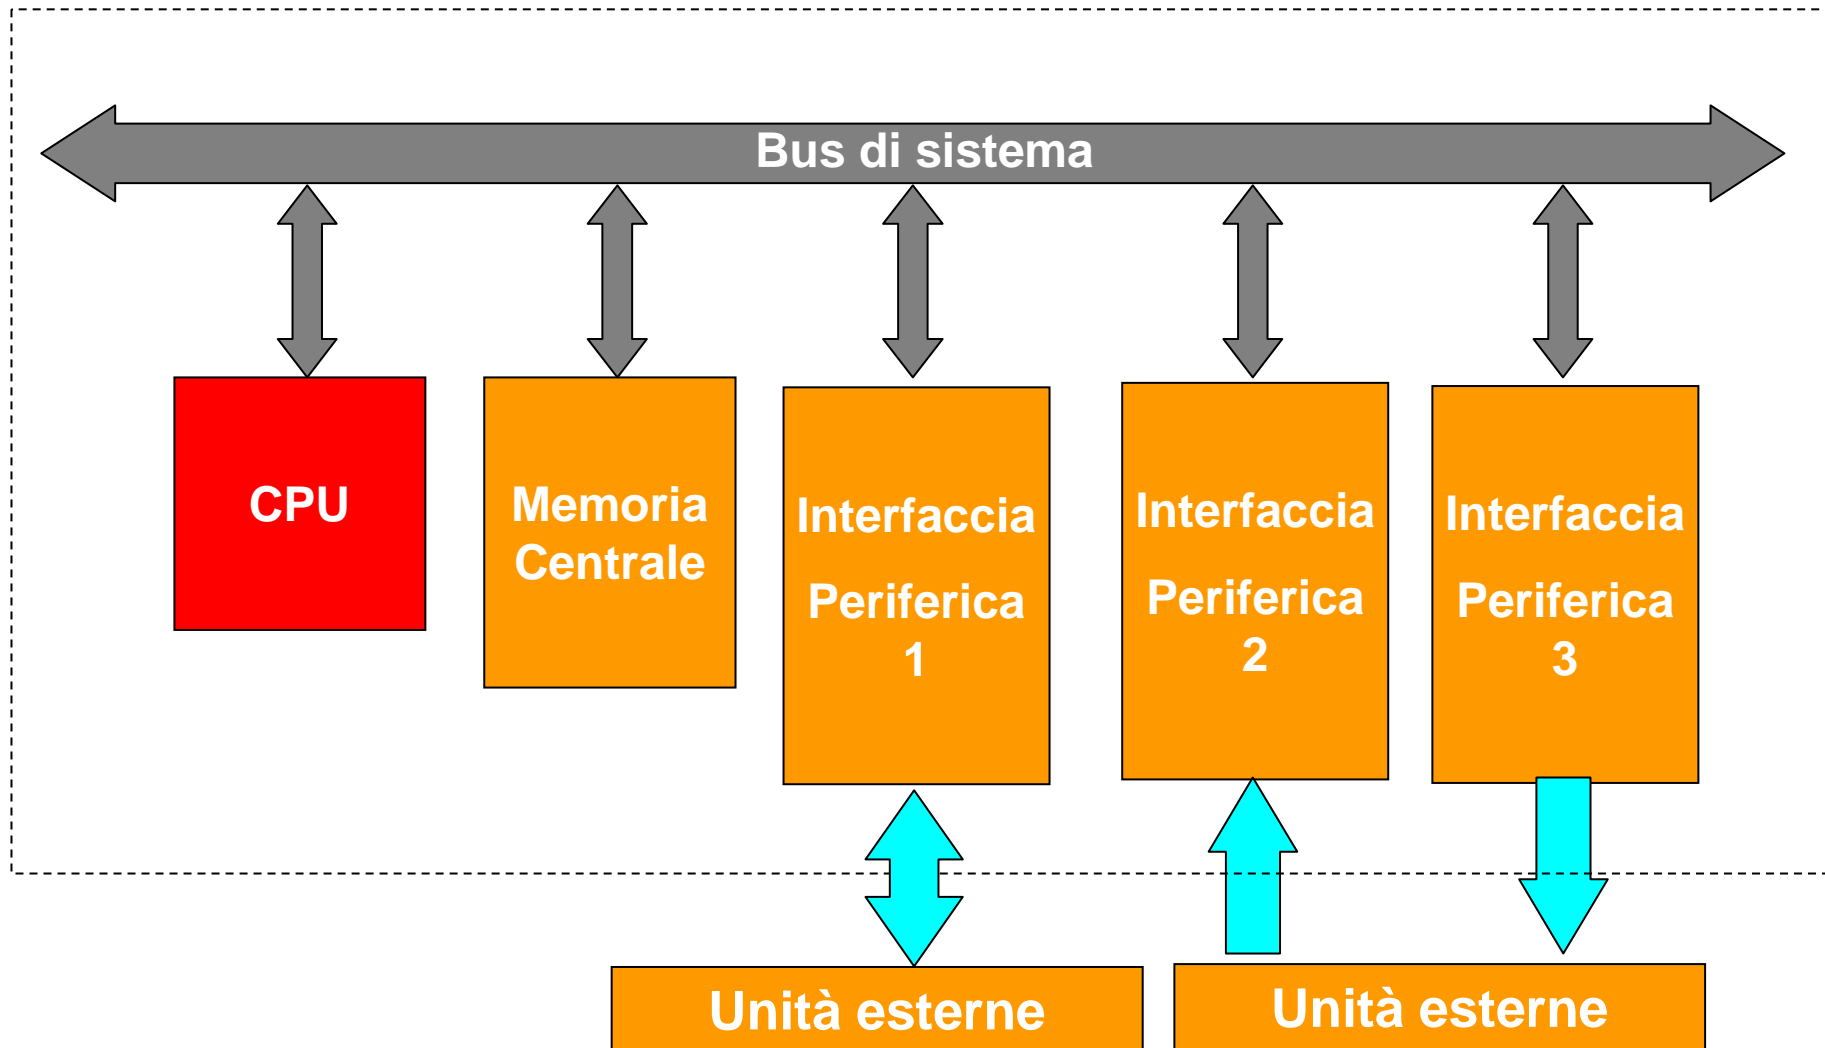 Bus di sistema
CPU
Memoria
Centrale
Interfaccia
Periferica
1
Interfaccia
Periferica
2
Interfaccia
Periferica
3
Unità esterne
Unità esterne